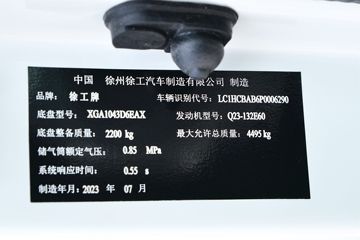 中国 徐州徐工汽车制造有限公司 制造
品牌：徐工牌 车辆识别代号：LC1HCBAB6P0006290
底盘型号：XGA1043D6EAX 发动机型号：Q23-132E60
底盘整备质量：2200 kg 最大允许总质量：4495 kg
储气筒额定气压：0.85 MPa
系统响应时间：0.55 s
制造年月：2023 年 07 月